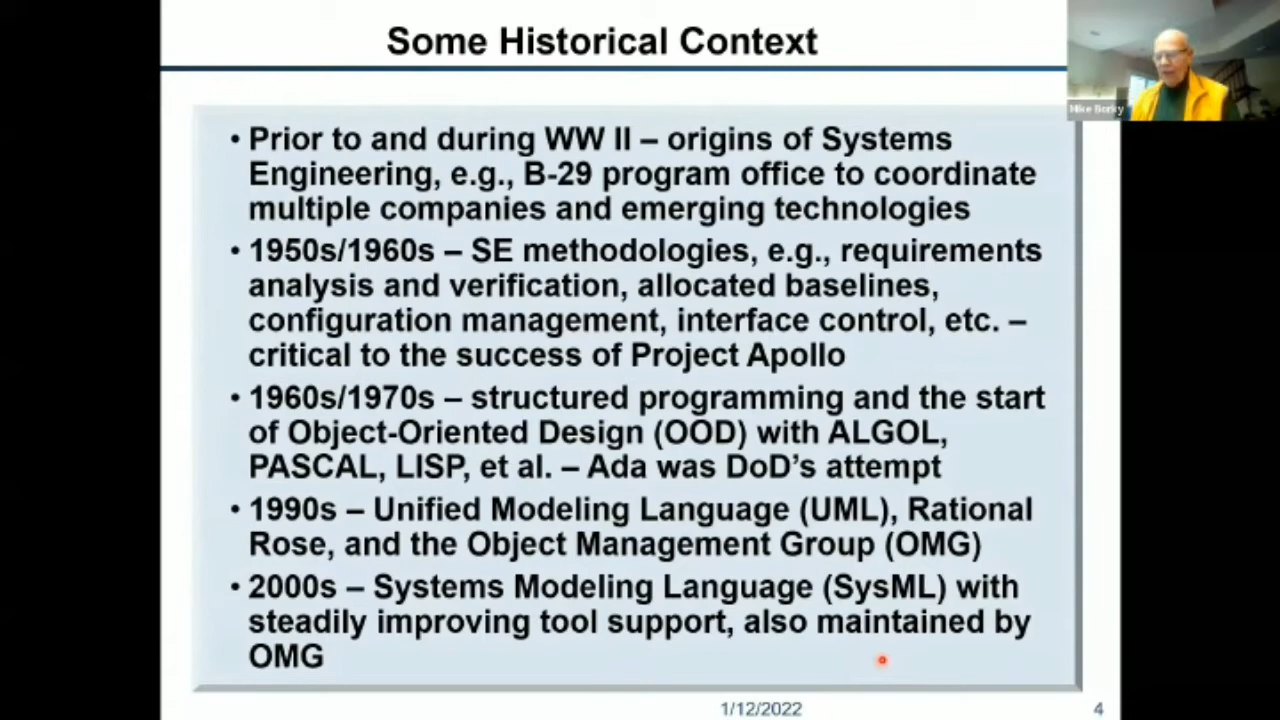 Some Historical Context
Mike Borky
• Prior to and during WW II – origins of Systems
Engineering, e.g., B-29 program office to coordinate
multiple companies and emerging technologies
• 1950s/1960s – SE methodologies, e.g., requirements
analysis and verification, allocated baselines,
configuration management, interface control, etc. –
critical to the success of Project Apollo
• 1960s/1970s – structured programming and the start
of Object-Oriented Design (OOD) with ALGOL,
PASCAL, LISP, et al. – Ada was DoD’s attempt
• 1990s – Unified Modeling Language (UML), Rational
Rose, and the Object Management Group (OMG)
• 2000s – Systems Modeling Language (SysML) with
steadily improving tool support, also maintained by
OMG
1/12/2022
4